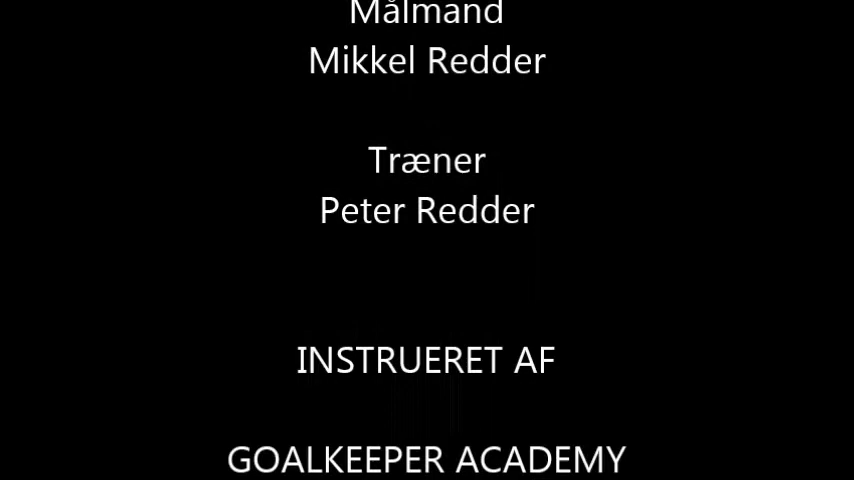 Målmand
Mikkel Redder
Træner
Peter Redder
INSTRUERET AF
GOALKEEPER ACADEMY